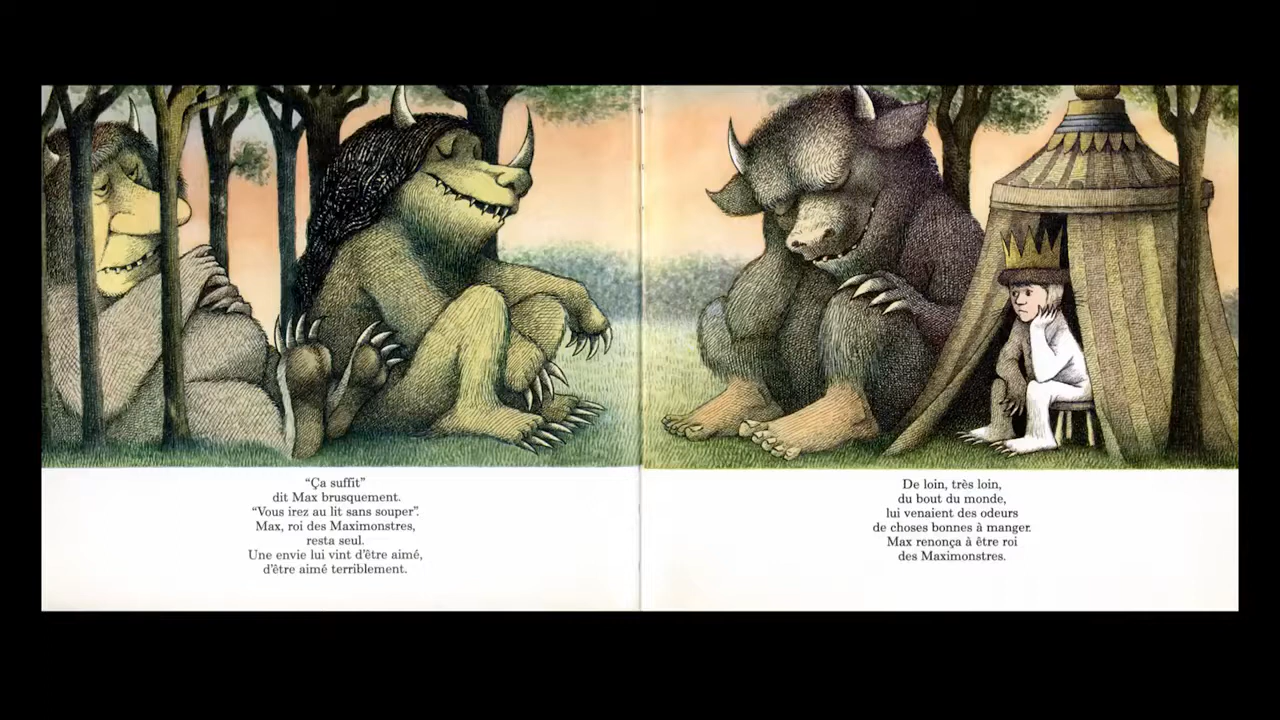 “Ça suffit”
dit Max brusquement.
“Vous irez au lit sans souper”.
Max, roi des Maximonstres,
resta seul.
Une envie lui vint d’être aimé,
d’être aimé terriblement.
De loin, très loin,
du bout du monde,
lui venaient des odeurs
de choses bonnes à manger.
Max renonça à être roi
des Maximonstres.